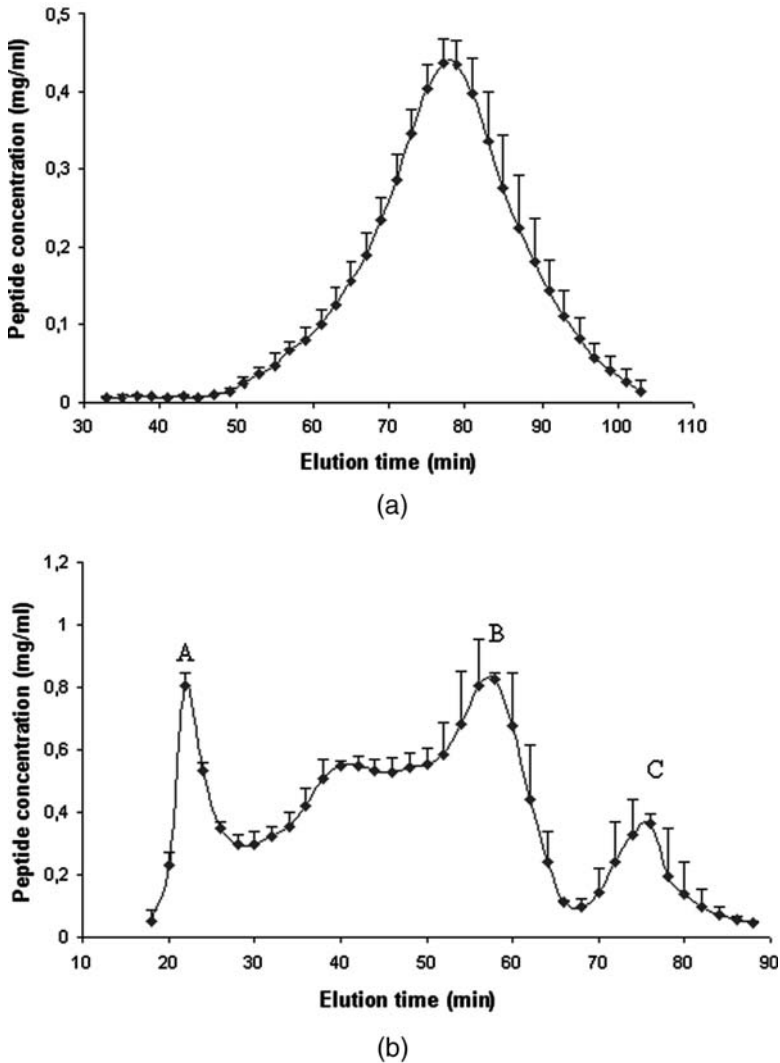 Peptide concentration (mg/ml)
0,5
0,4
0,3
0,2
0,1
0
30 40 50 60 70 80 90 100 110
Elution time (min)
(a)
Peptide concentration (mg/ml)
1,2
1
0,8
0,6
0,4
0,2
0
A
B
C
10 20 30 40 50 60 70 80 90
Elution time (min)
(b)